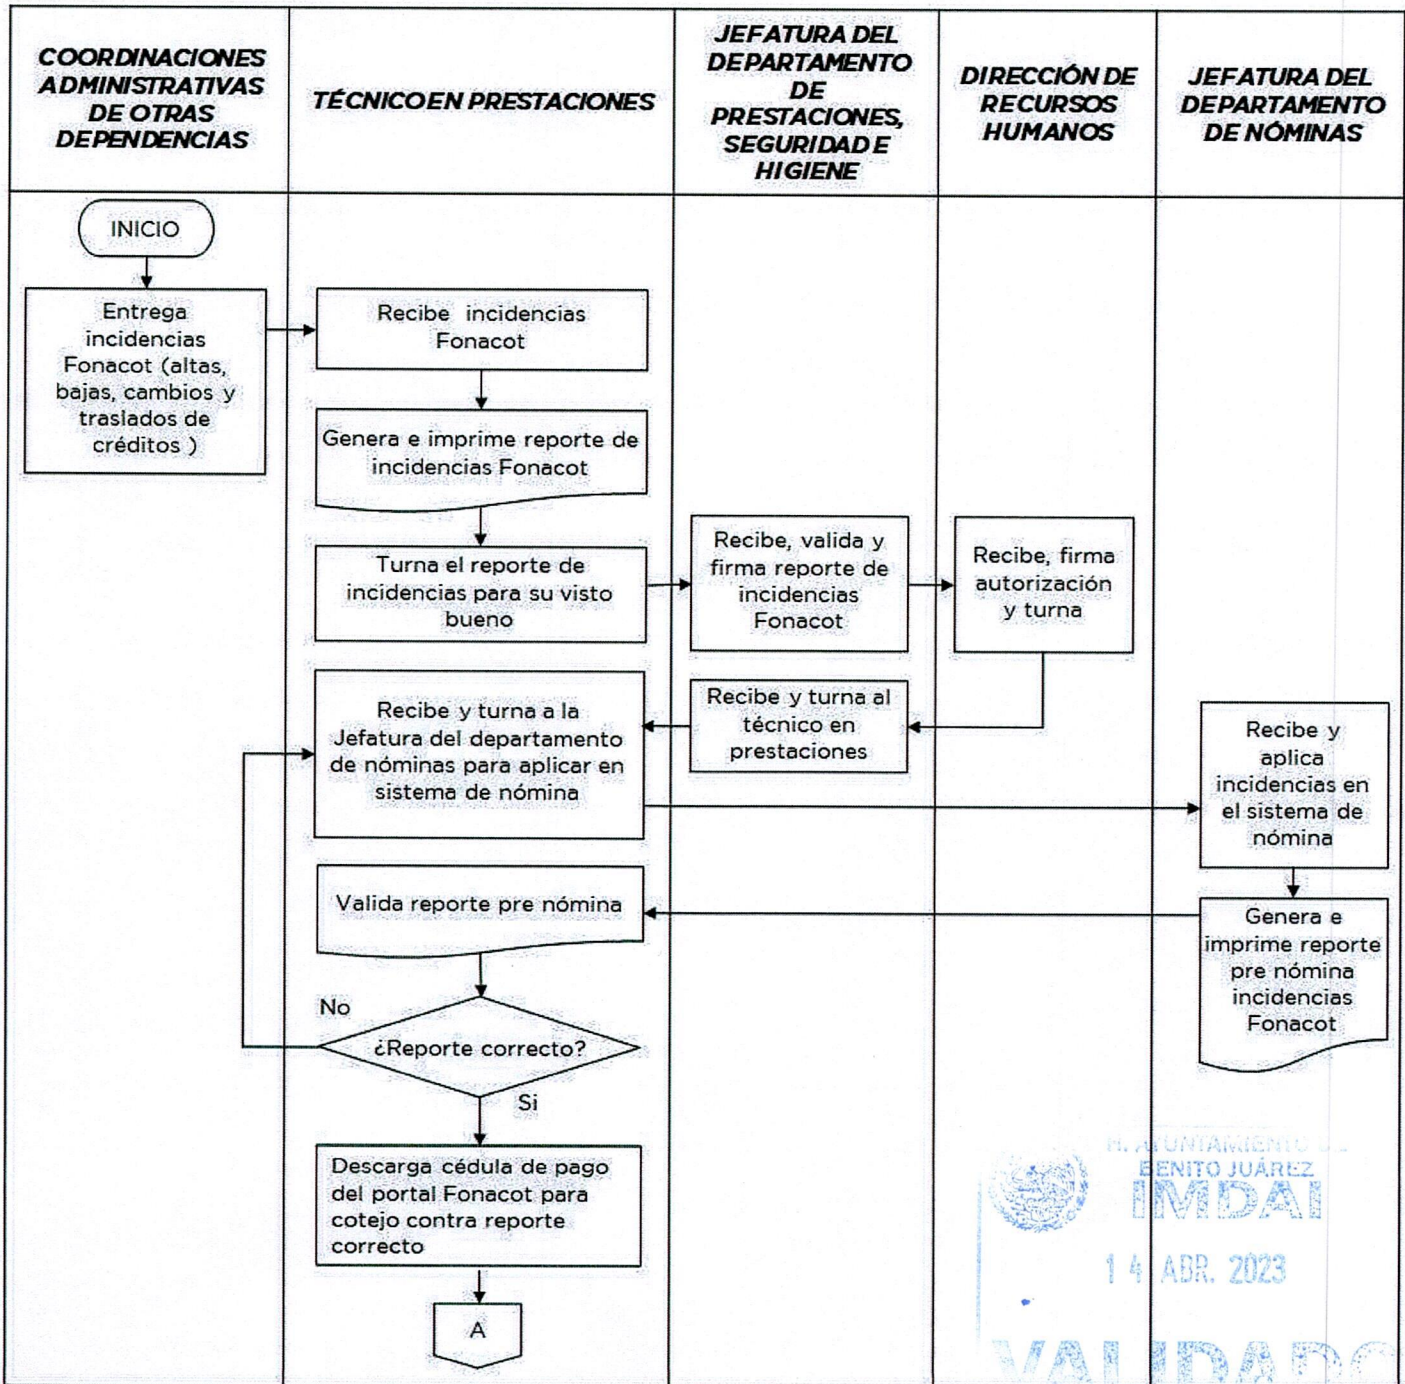 COORDINACIONES
ADMINISTRATIVAS
DE OTRAS
DEPENDENCIAS
TÉCNICO EN PRESTACIONES
JEFATURA DEL
DEPARTAMENTO
DE
PRESTACIONES,
SEGURIDAD E
HIGIENE
DIRECCIÓN DE
RECURSOS
HUMANOS
JEFATURA DEL
DEPARTAMENTO
DE NÓMINAS
INICIO
Entrega
incidencias
Fonacot (altas,
bajas, cambios y
traslados de
créditos )
Recibe incidencias
Fonacot
Genera e imprime reporte de
incidencias Fonacot
Turna el reporte de
incidencias para su visto
bueno
Recibe, valida y
firma reporte de
incidencias
Fonacot
Recibe, firma
autorización
y turna
Recibe y turna al
técnico en
prestaciones
Recibe y turna a la
Jefatura del departamento
de nóminas para aplicar en
sistema de nómina
Recibe y
aplica
incidencias en
el sistema de
nómina
Genera e
imprime reporte
pre nómina
incidencias
Fonacot
Valida reporte pre nómina
No
¿Reporte correcto?
Si
Descarga cédula de pago
del portal Fonacot para
cotejo contra reporte
correcto
A
H. AYUNTAMIENTO DE
BENITO JUÁREZ
IMDAI
14 ABR. 2023
VALIDADO